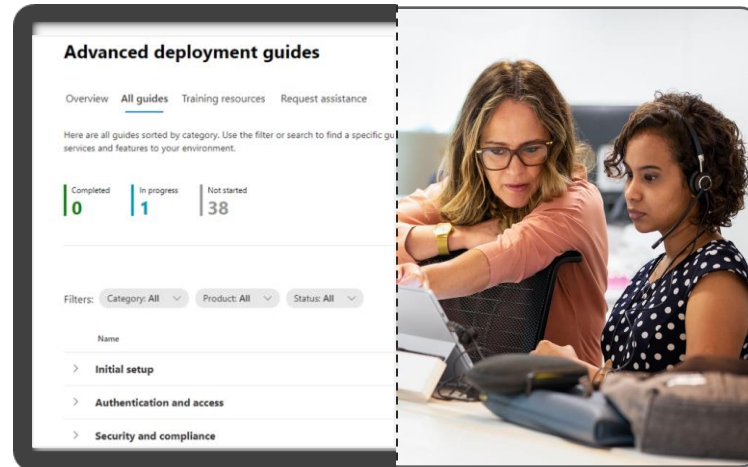 Advanced deployment guides
Overview All guides Training resources Request assistance
Here are all guides sorted by category. Use the filter or search to find a specific
services and features to your environment.
Completed In progress Not started
0 1 38
Filters: Category: All Product: All Status: All
Name
Initial setup
Authentication and access
Security and compliance